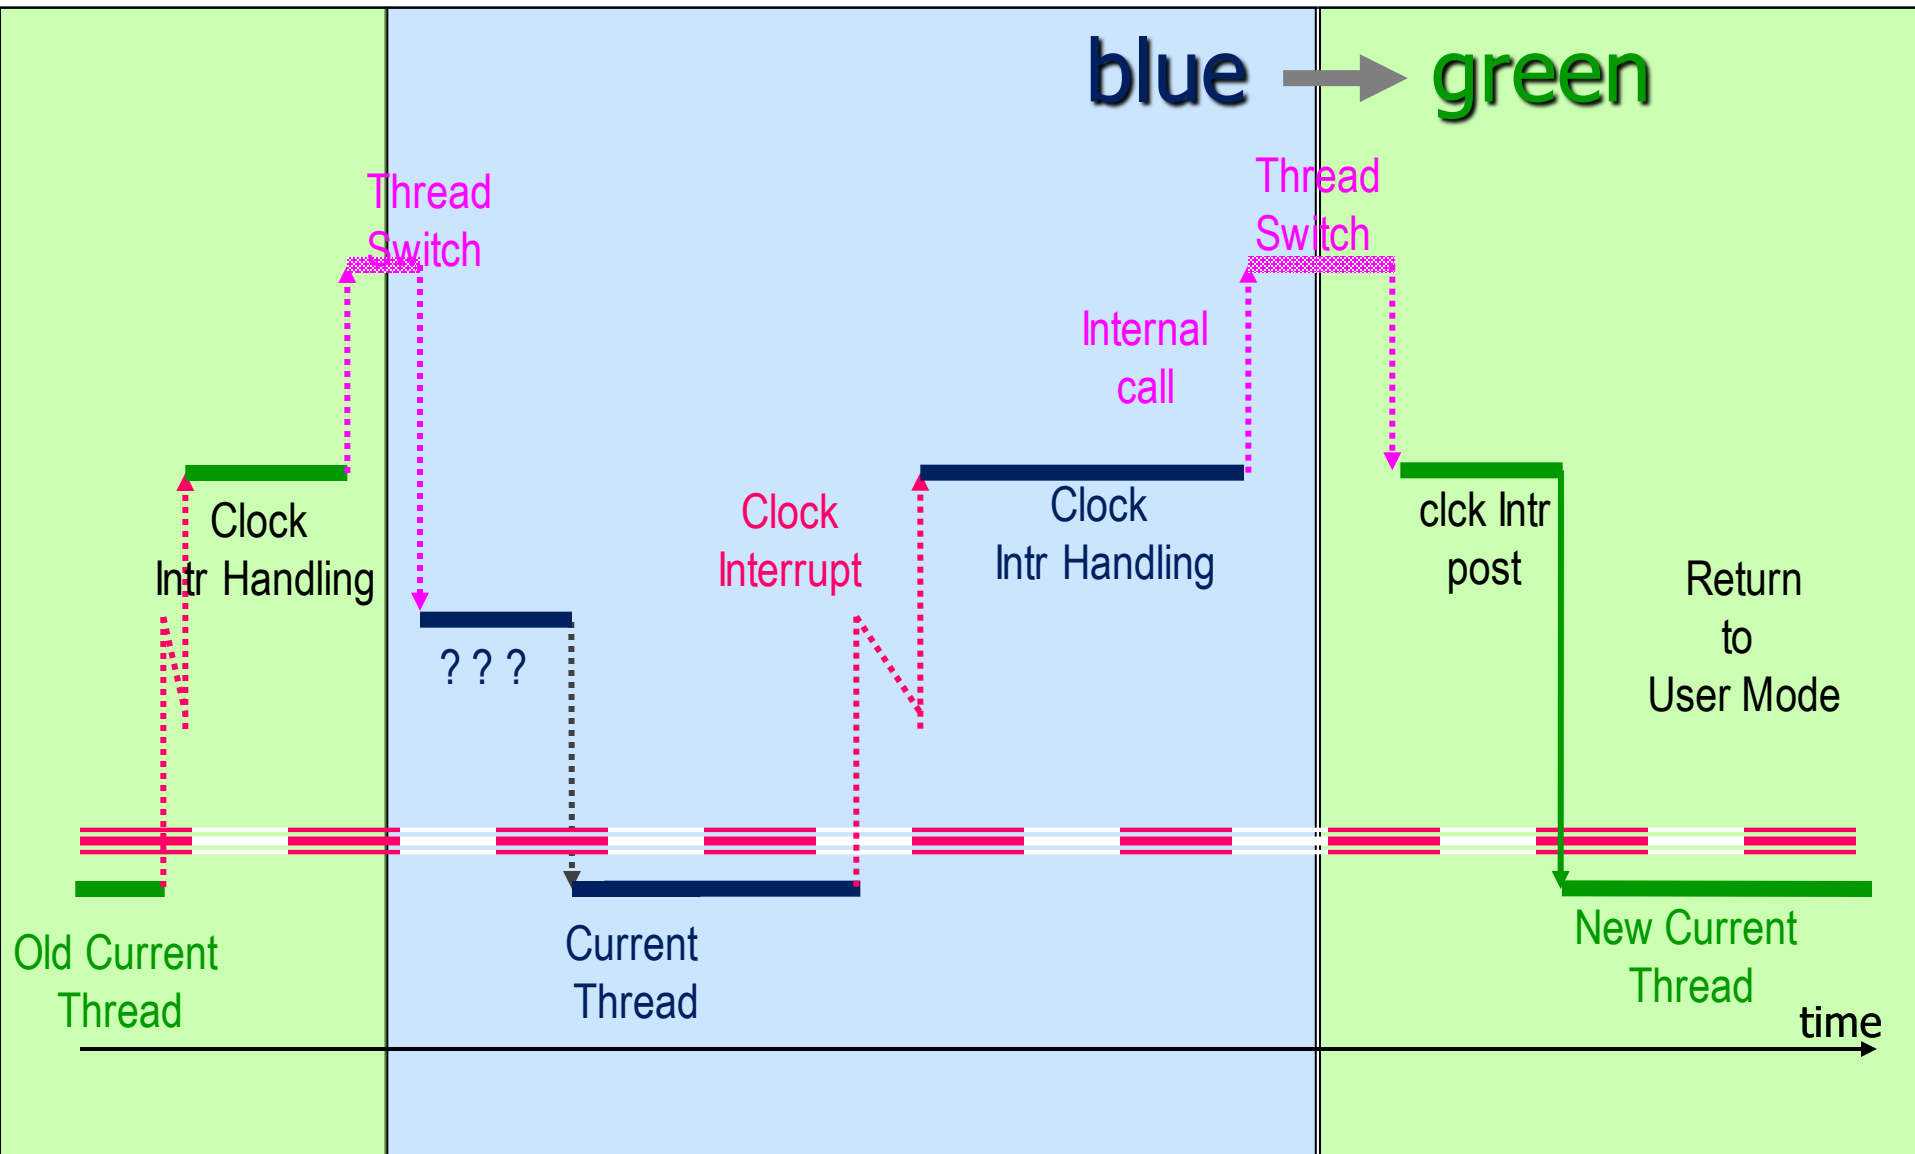 blue
green
Thread
Switch
Thread
Switch
Internal
call
Clock
Intr Handling
? ? ?
Clock
Interrupt
Clock
Intr Handling
clck Intr
post
Return
to
User Mode
Old Current
Thread
Current
Thread
New Current
Thread
time